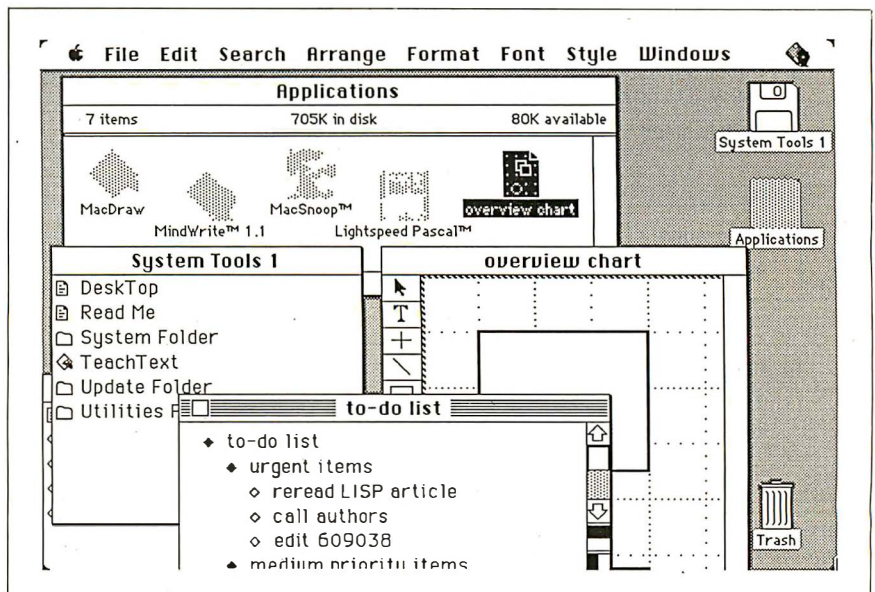 File Edit Search Arrange Format Font Style Windows
Applications
7 items 705K in disk 80K available
MacDraw
MindWrite™ 1.1
MacSnoop™
Lightspeed Pascal™
overview chart
System Tools 1
Applications
System Tools 1
DeskTop
Read Me
System Folder
TeachText
Update Folder
Utilities F
overview chart
T
to-do list
to-do list
urgent items
reread LISP article
call authors
edit 609038
medium priority items
Trash